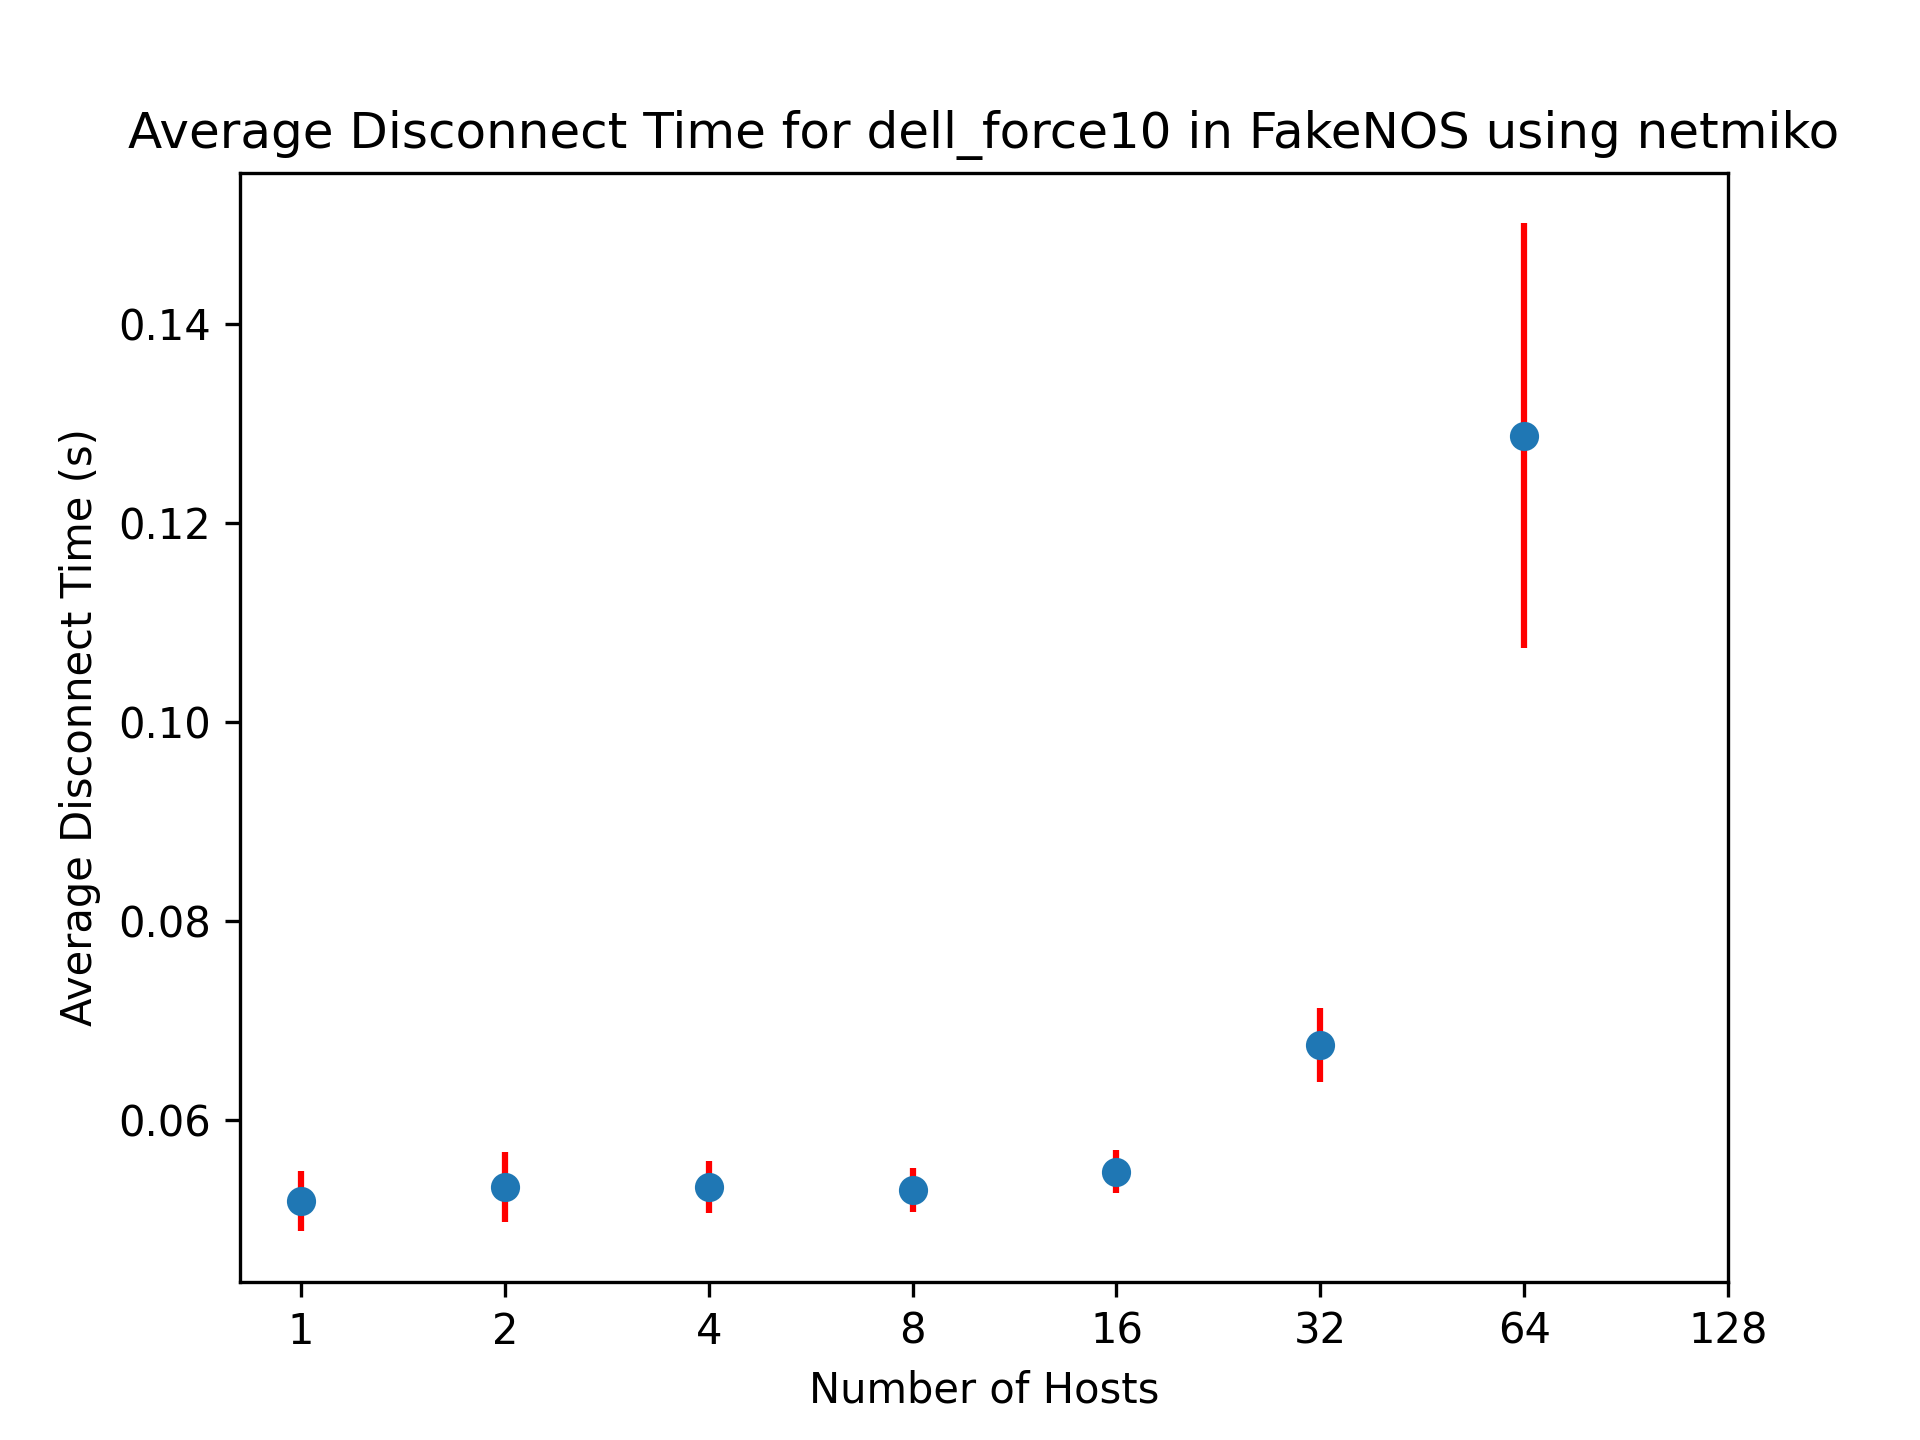 Average Disconnect Time for dell_force10 in FakeNOS using netmiko
Average Disconnect Time (s)
0.14
0.12
0.10
0.08
0.06
1 2 4 8 16 32 64 128
Number of Hosts